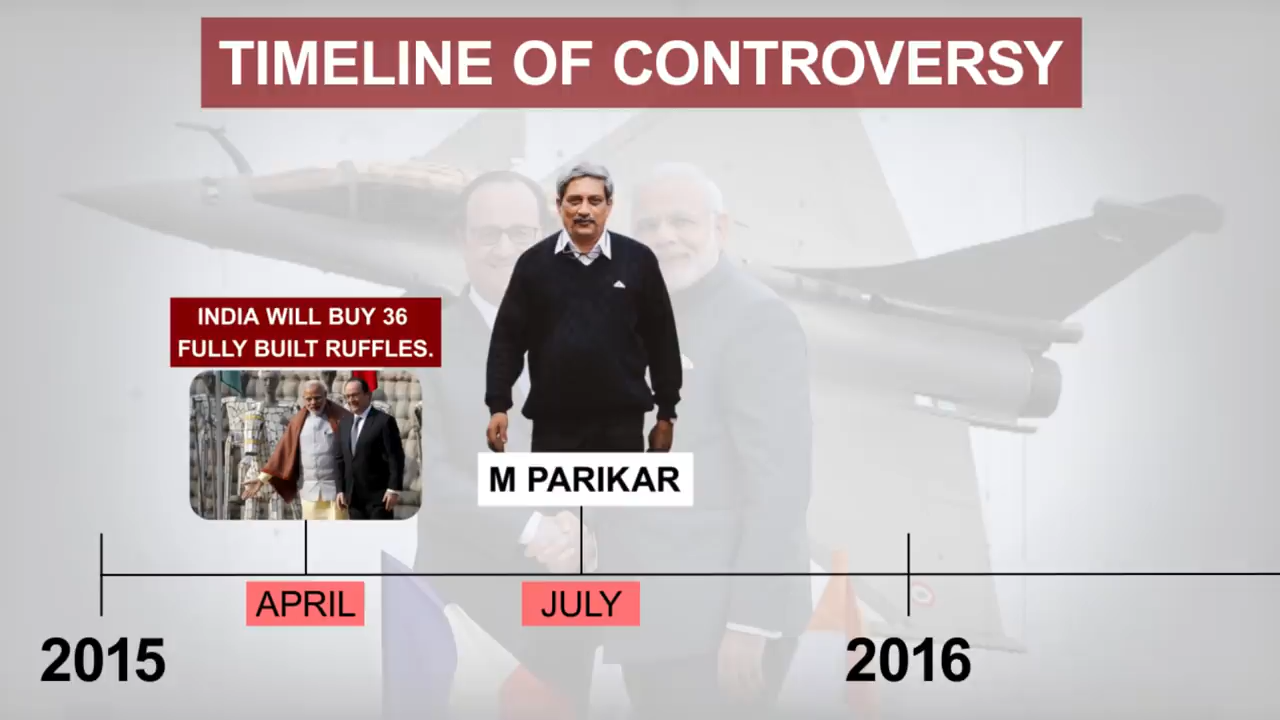 TIMELINE OF CONTROVERSY
INDIA WILL BUY 36
FULLY BUILT RUFFLES.
M PARIKAR
APRIL
JULY
2015
2016